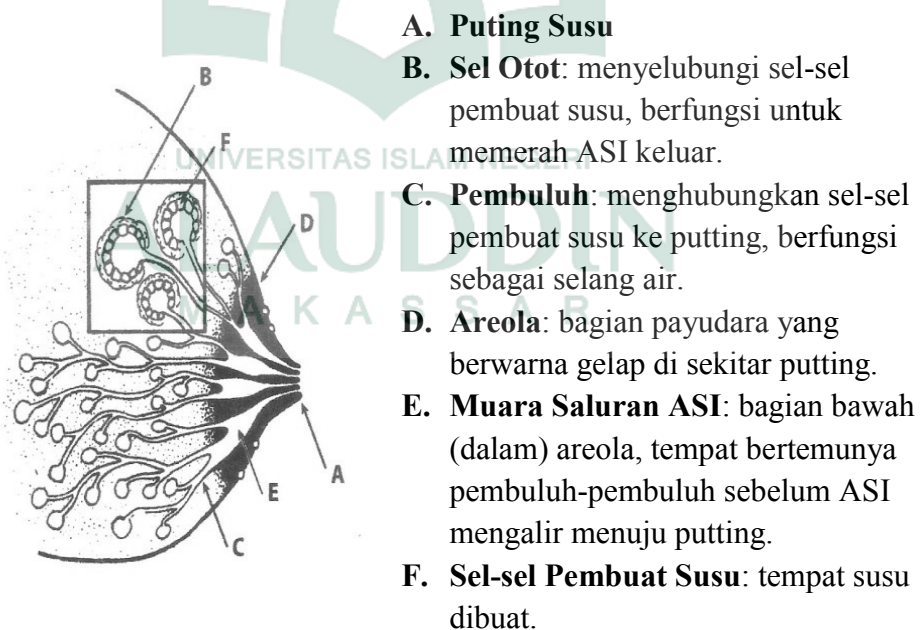 A. Puting Susu
B. Sel Otot: menyelubungi sel-sel
pembuat susu, berfungsi untuk
memerah ASI keluar.
C. Pembuluh: menghubungkan sel-sel
pembuat susu ke putting, berfungsi
sebagai selang air.
D. Areola: bagian payudara yang
berwarna gelap di sekitar putting.
E. Muara Saluran ASI: bagian bawah
(dalam) areola, tempat bertemunya
pembuluh-pembuluh sebelum ASI
mengalir menuju putting.
F. Sel-sel Pembuat Susu: tempat susu
dibuat.
B
F
D
A
E
C
UNIVERSITAS ISLAM NEGERI
ALAUDDIN
MAKASSAR